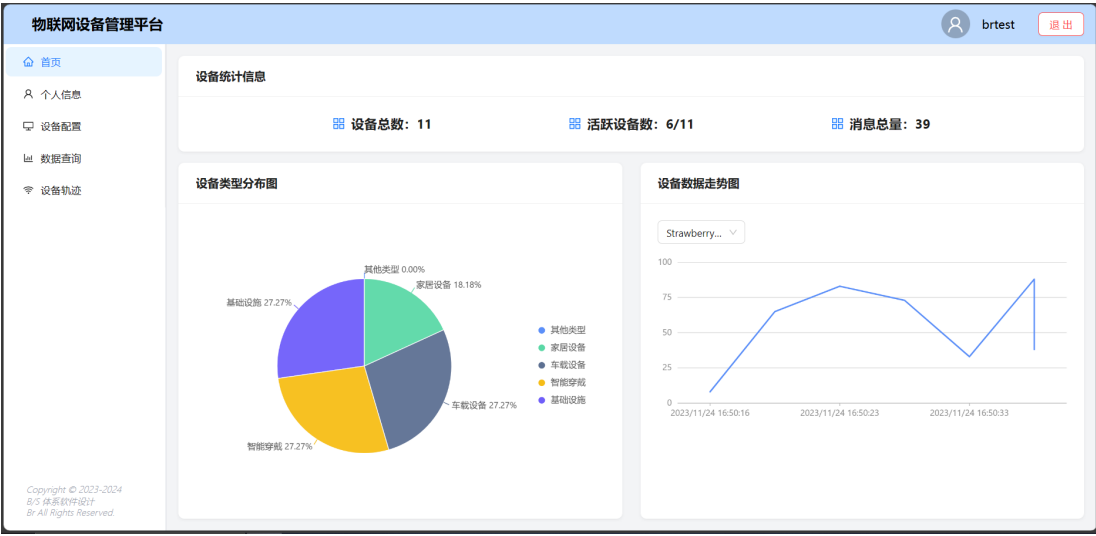 物联网设备管理平台
brtest
退 出
首页
个人信息
设备配置
数据查询
设备轨迹
设备统计信息
设备总数：11
活跃设备数：6/11
消息总量：39
设备类型分布图
其他类型 0.00%
家居设备 18.18%
基础设施 27.27%
车载设备 27.27%
智能穿戴 27.27%
其他类型
家居设备
车载设备
智能穿戴
基础设施
设备数据走势图
Strawberry...
100
75
50
25
0
2023/11/24 16:50:16
2023/11/24 16:50:23
2023/11/24 16:50:33
Copyright © 2023-2024
B/S 体系软件设计
Br All Rights Reserved.